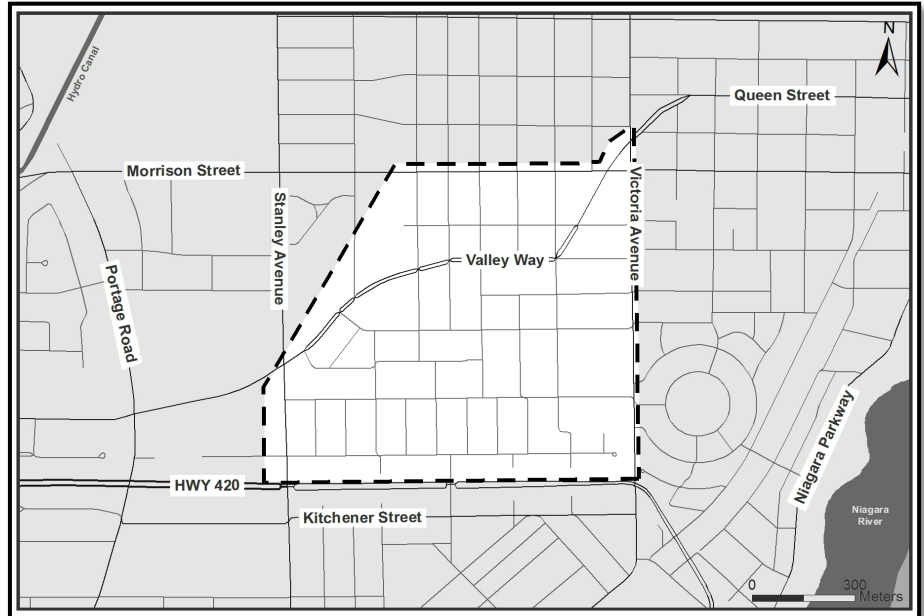 N
Hydro Canal
Queen Street
Morrison Street
Stanley Avenue
Victoria Avenue
Valley Way
Portage Road
Niagara Parkway
HWY 420
Kitchener Street
Niagara
River
0
300
Meters